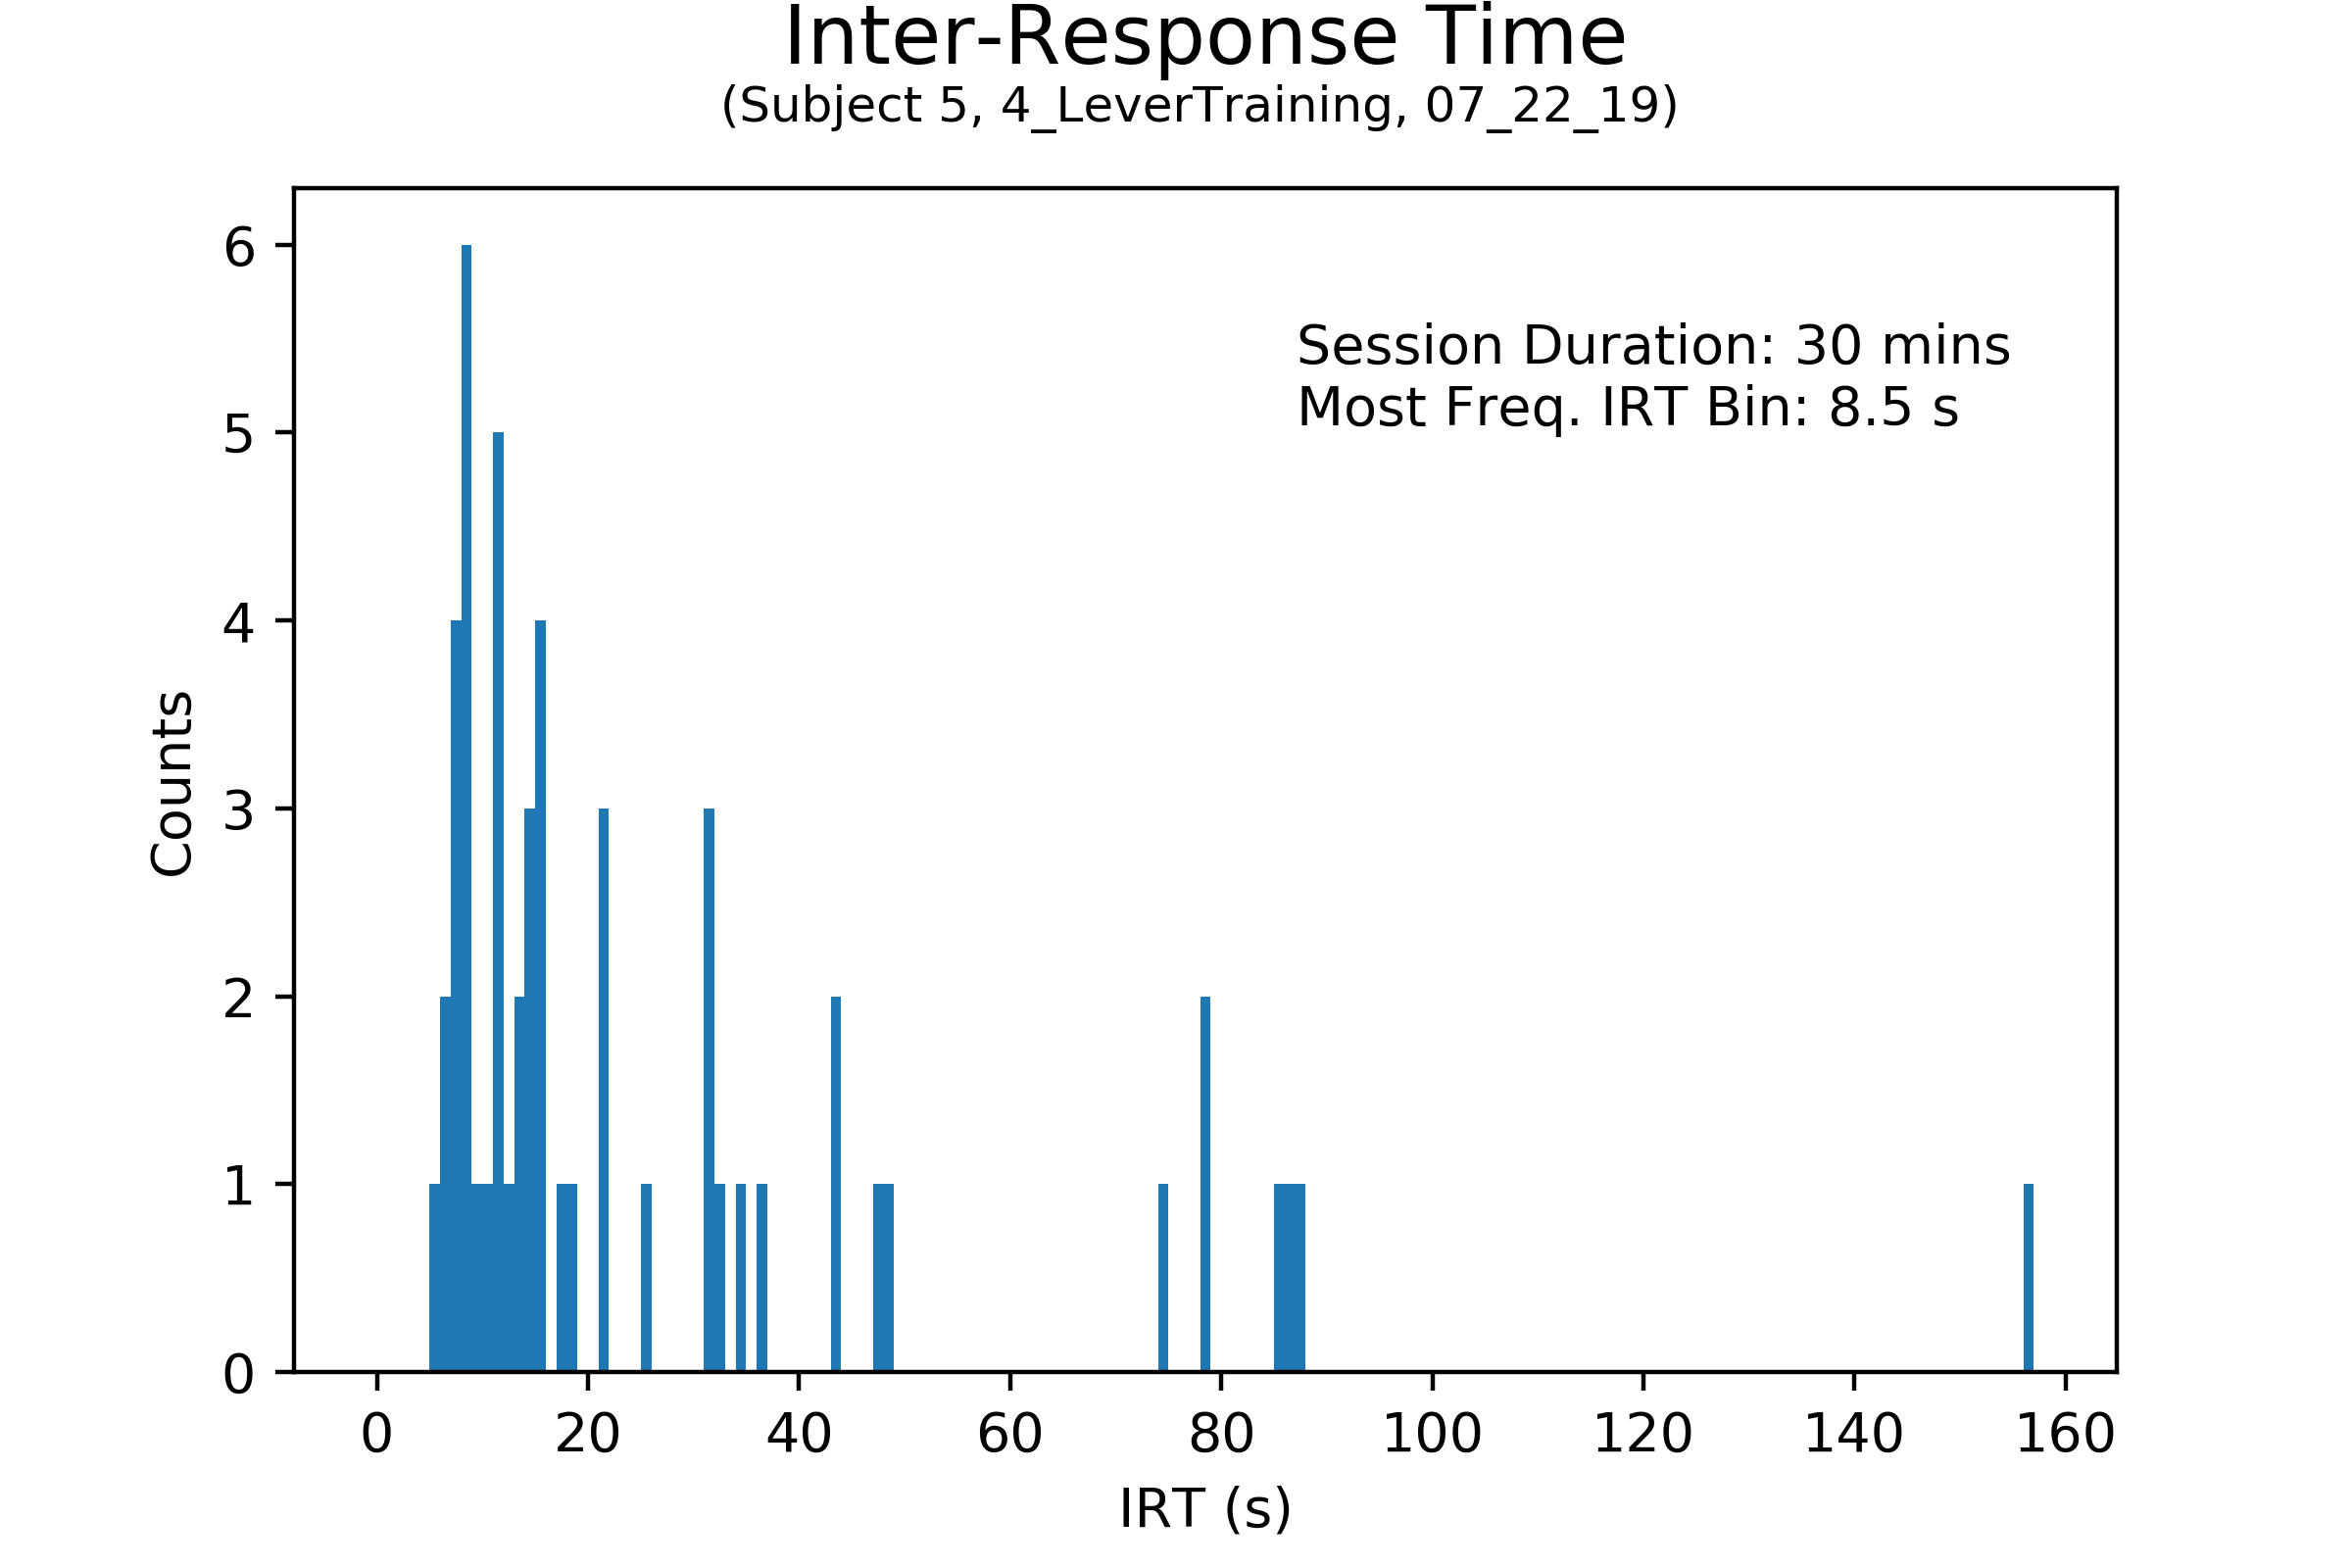 Inter-Response Time
(Subject 5, 4_LeverTraining, 07_22_19)
Session Duration: 30 mins
Most Freq. IRT Bin: 8.5 s
Counts
6
5
4
3
2
1
0
0 20 40 60 80 100 120 140 160
IRT (s)